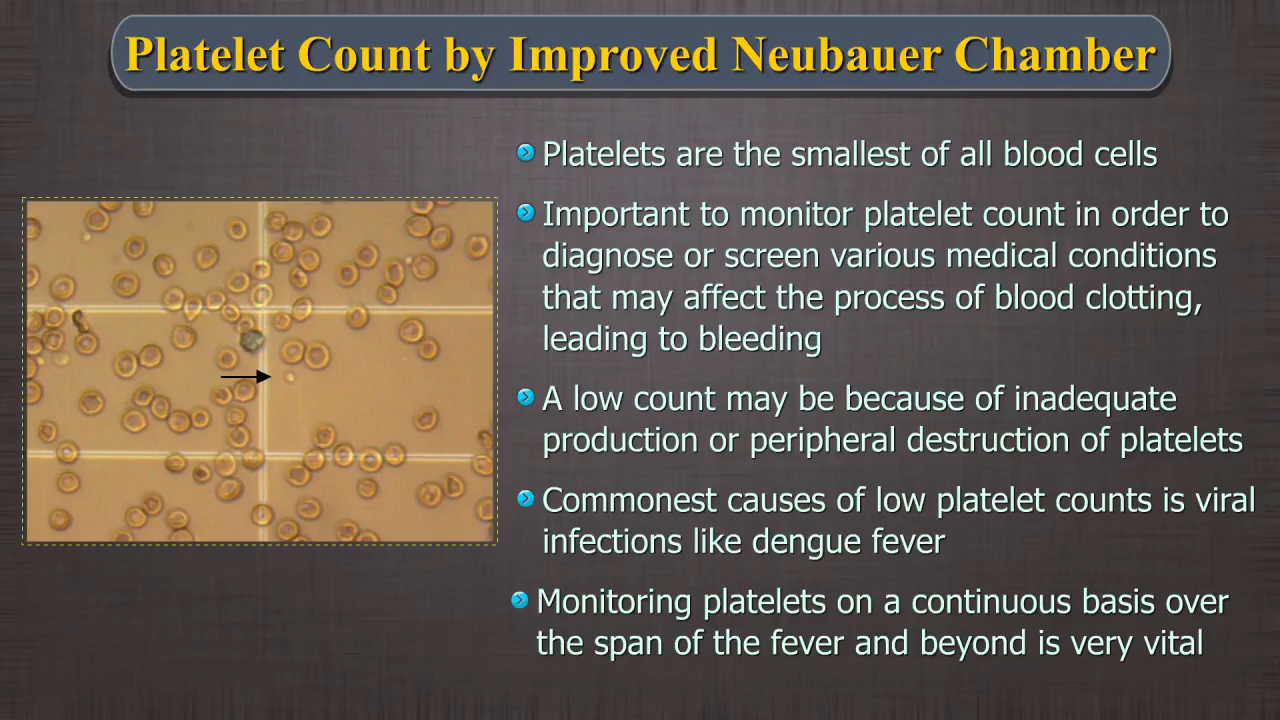 Platelet Count by Improved Neubauer Chamber
Platelets are the smallest of all blood cells
Important to monitor platelet count in order to
diagnose or screen various medical conditions
that may affect the process of blood clotting,
leading to bleeding
A low count may be because of inadequate
production or peripheral destruction of platelets
Commonest causes of low platelet counts is viral
infections like dengue fever
Monitoring platelets on a continuous basis over
the span of the fever and beyond is very vital